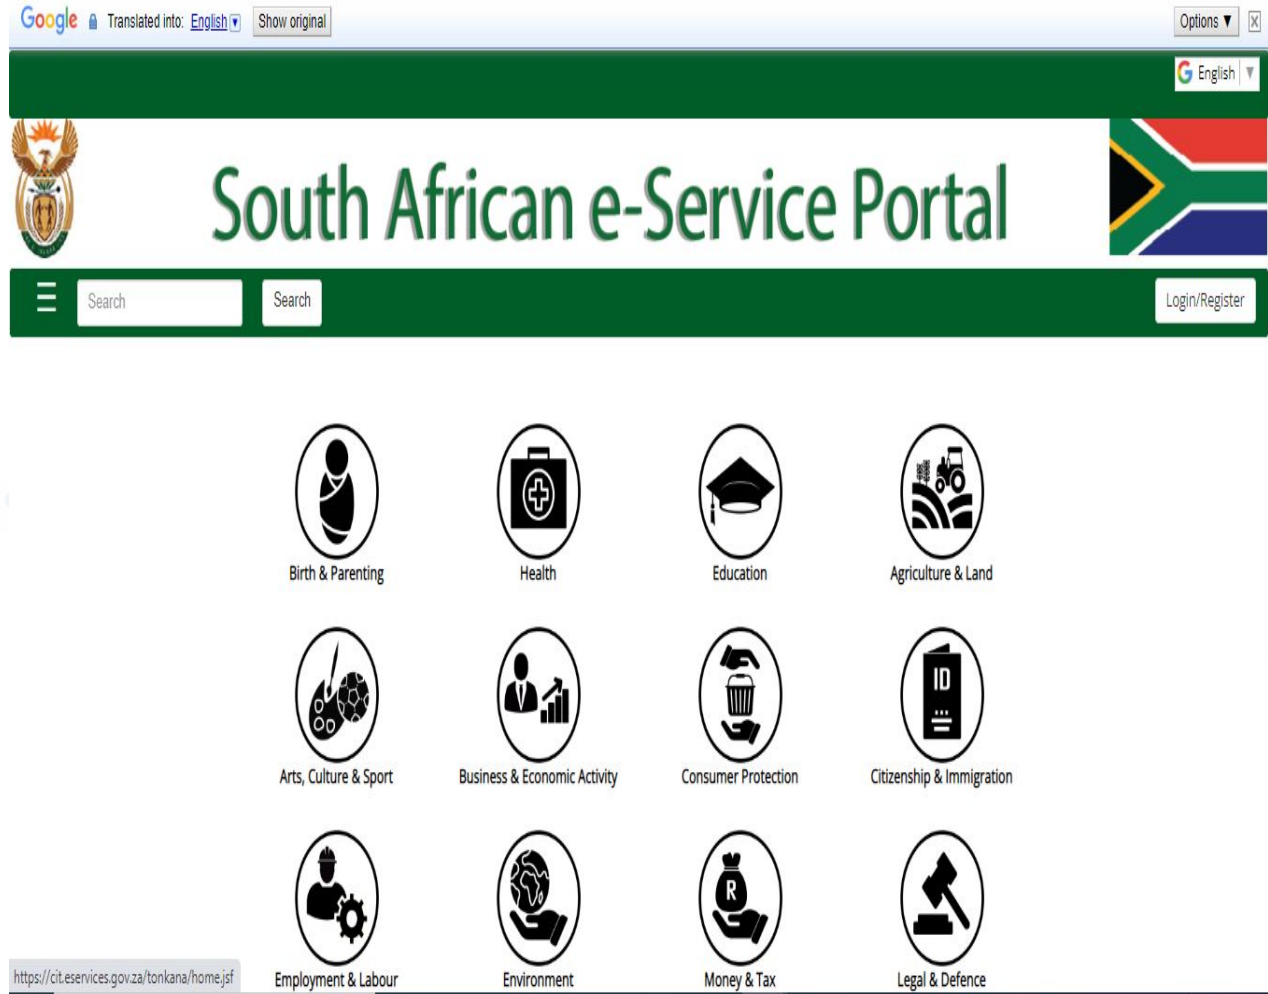 Google Translated into: English ▼ Show original Options ▼ X
G English ▼
South African e-Service Portal
Search Search Login/Register
Birth & Parenting Health Education Agriculture & Land
ID
Arts, Culture & Sport Business & Economic Activity Consumer Protection Citizenship & Immigration
R
Employment & Labour Environment Money & Tax Legal & Defence
https://cit.eservices.gov.za/tonkana/home.jsf